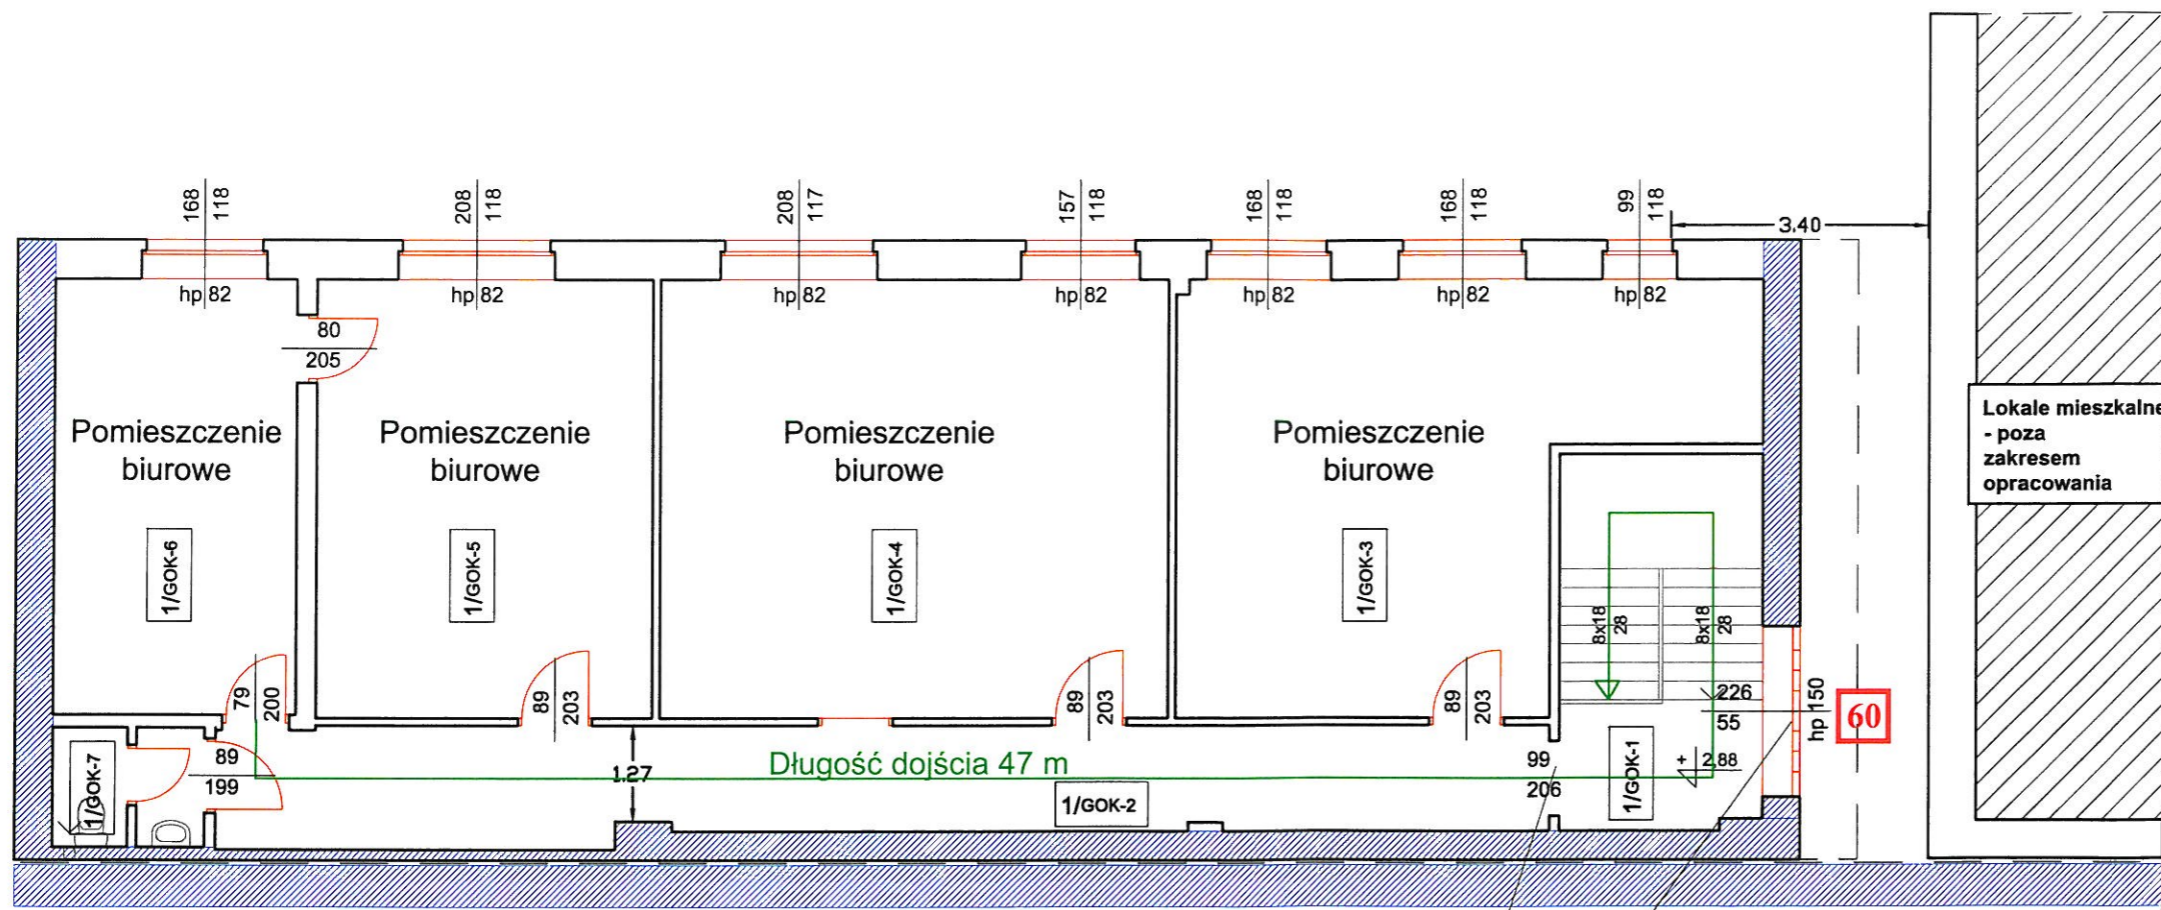 168
118
208
118
208
117
157
118
168
118
168
118
99
118
3.40
hp 82
hp 82
hp 82
hp 82
hp 82
hp 82
hp 82
80
205
Lokale mieszkalne
- poza
zakresem
opracowania
Pomieszczenie
biurowe
Pomieszczenie
biurowe
Pomieszczenie
biurowe
Pomieszczenie
biurowe
1/GOK-6
1/GOK-5
1/GOK-4
1/GOK-3
8x18
28
8x18
28
79
200
89
203
89
203
89
203
226
55
hp 150
60
1/GOK-7
89
199
1.27
Długość dojścia 47 m
1/GOK-2
99
206
1/GOK-1
+ 2,88